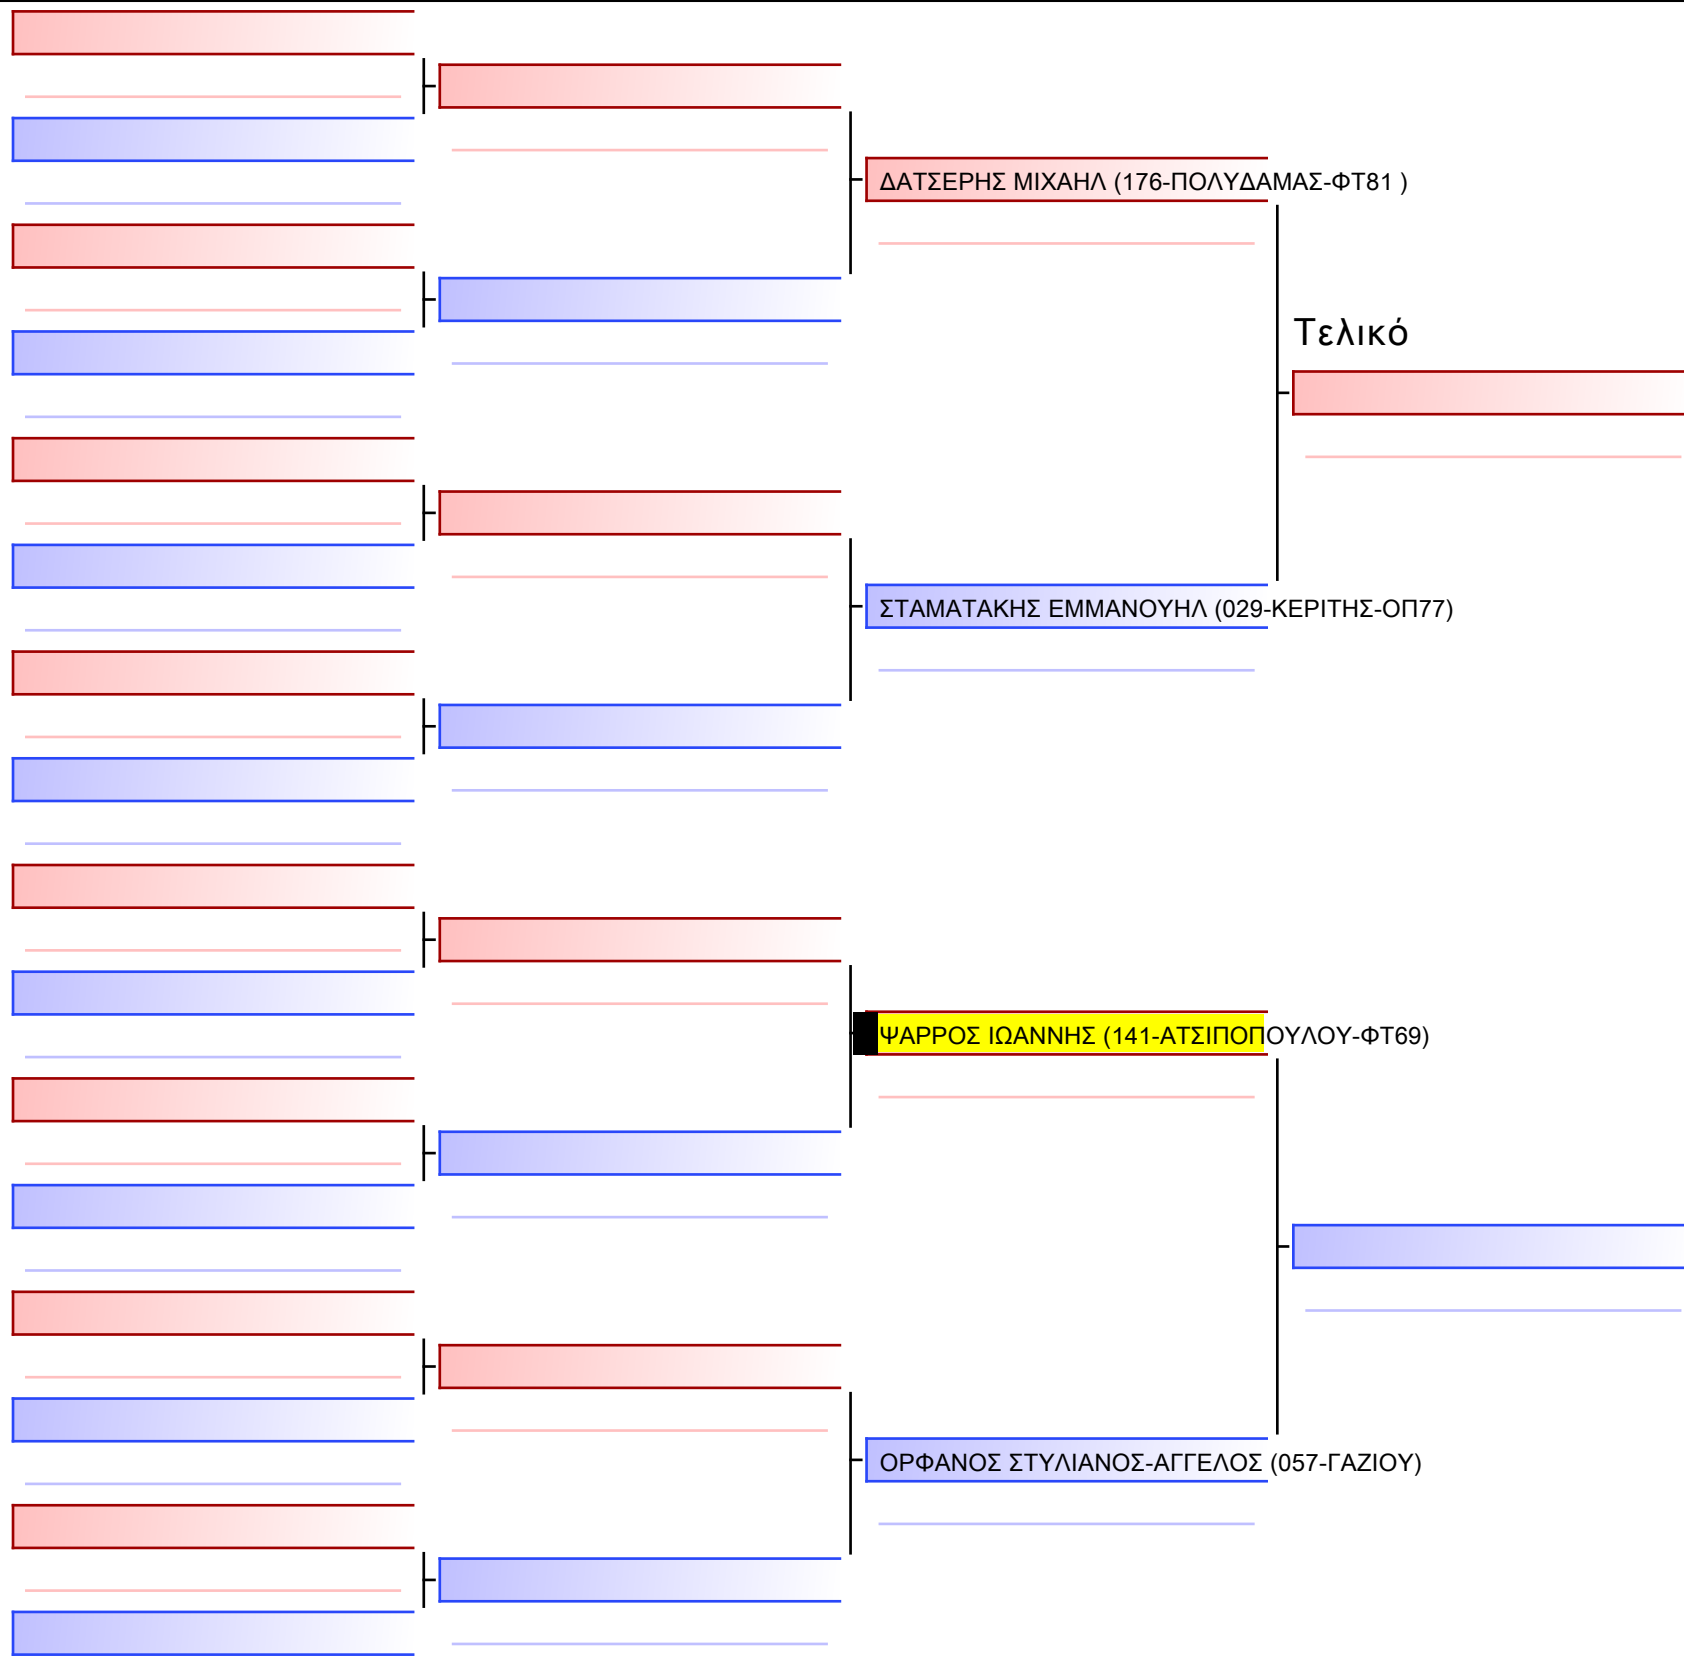 ΔΑΤΣΕΡΗΣ ΜΙΧΑΗΛ (176-ΠΟΛΥΔΑΜΑΣ-ΦΤ81 )
Τελικό
ΣΤΑΜΑΤΑΚΗΣ ΕΜΜΑΝΟΥΗΛ (029-ΚΕΡΙΤΗΣ-ΟΠ77)
ΨΑΡΡΟΣ ΙΩΑΝΝΗΣ (141-ΑΤΣΙΠΟΠΟΥΛΟΥ-ΦΤ69)
ΟΡΦΑΝΟΣ ΣΤΥΛΙΑΝΟΣ-ΑΓΓΕΛΟΣ (057-ΓΑΖΙΟΥ)